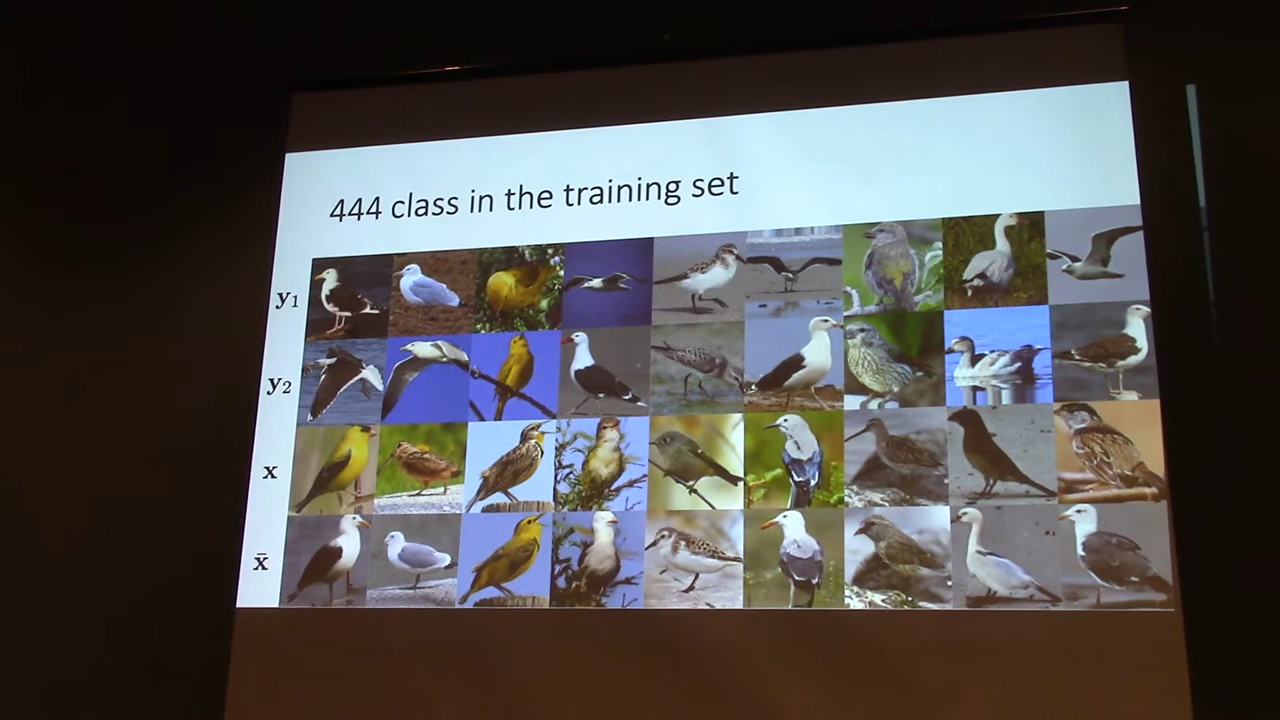 444 class in the training set
y₁
y₂
x
x̄